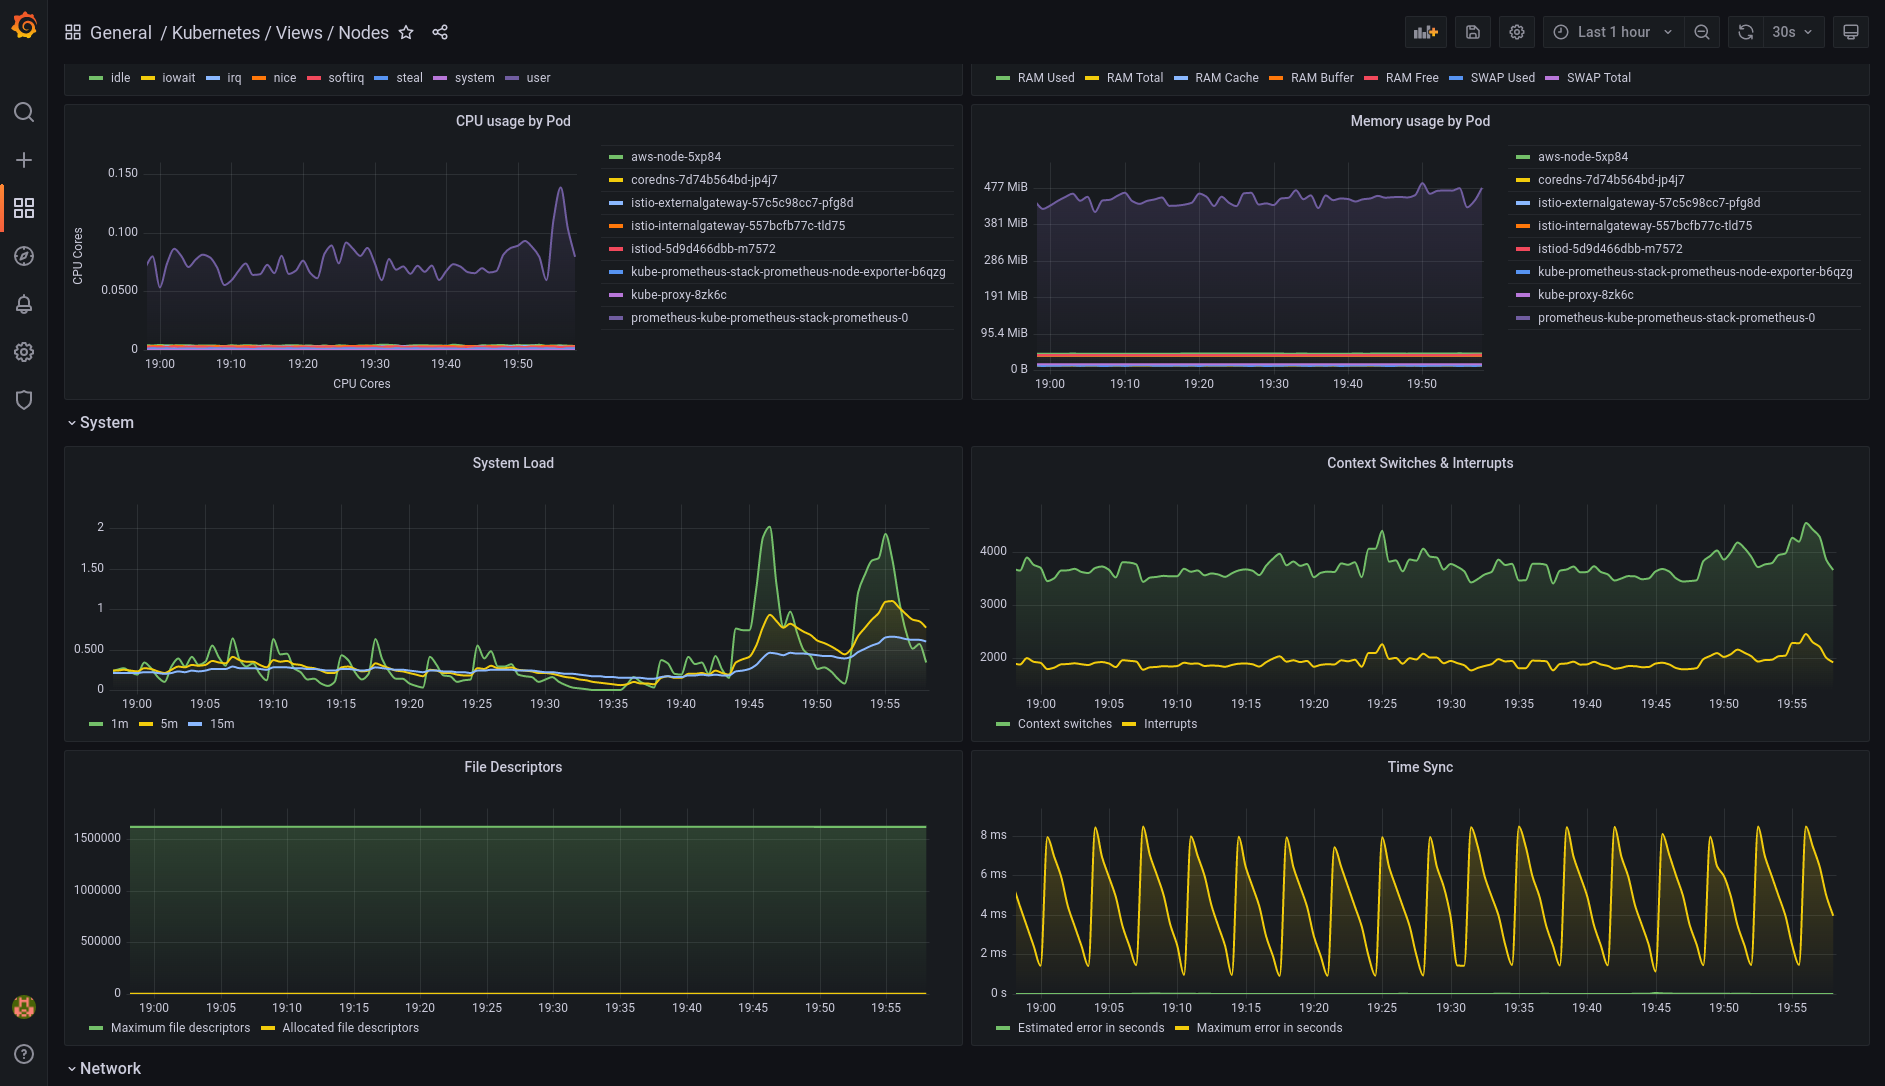 General / Kubernetes / Views / Nodes
Last 1 hour
30s
idle iowait irq nice softirq steal system user
RAM Used RAM Total RAM Cache RAM Buffer RAM Free SWAP Used SWAP Total
CPU usage by Pod
CPU Cores
0.150
0.100
0.0500
0
19:00 19:10 19:20 19:30 19:40 19:50
CPU Cores
aws-node-5xp84
coredns-7d74b564bd-jp4j7
istio-externalgateway-57c5c98cc7-pfg8d
istio-internalgateway-557bcfb77c-tld75
istiod-5d9d466dbb-m7572
kube-prometheus-stack-prometheus-node-exporter-b6qzg
kube-proxy-8zk6c
prometheus-kube-prometheus-stack-prometheus-0
Memory usage by Pod
477 MiB
381 MiB
286 MiB
191 MiB
95.4 MiB
0 B
19:00 19:10 19:20 19:30 19:40 19:50
aws-node-5xp84
coredns-7d74b564bd-jp4j7
istio-externalgateway-57c5c98cc7-pfg8d
istio-internalgateway-557bcfb77c-tld75
istiod-5d9d466dbb-m7572
kube-prometheus-stack-prometheus-node-exporter-b6qzg
kube-proxy-8zk6c
prometheus-kube-prometheus-stack-prometheus-0
System
System Load
2
1.50
1
0.500
0
19:00 19:05 19:10 19:15 19:20 19:25 19:30 19:35 19:40 19:45 19:50 19:55
1m 5m 15m
Context Switches & Interrupts
4000
3000
2000
19:00 19:05 19:10 19:15 19:20 19:25 19:30 19:35 19:40 19:45 19:50 19:55
Context switches Interrupts
File Descriptors
1500000
1000000
500000
0
19:00 19:05 19:10 19:15 19:20 19:25 19:30 19:35 19:40 19:45 19:50 19:55
Maximum file descriptors Allocated file descriptors
Time Sync
8 ms
6 ms
4 ms
2 ms
0 s
19:00 19:05 19:10 19:15 19:20 19:25 19:30 19:35 19:40 19:45 19:50 19:55
Estimated error in seconds Maximum error in seconds
Network